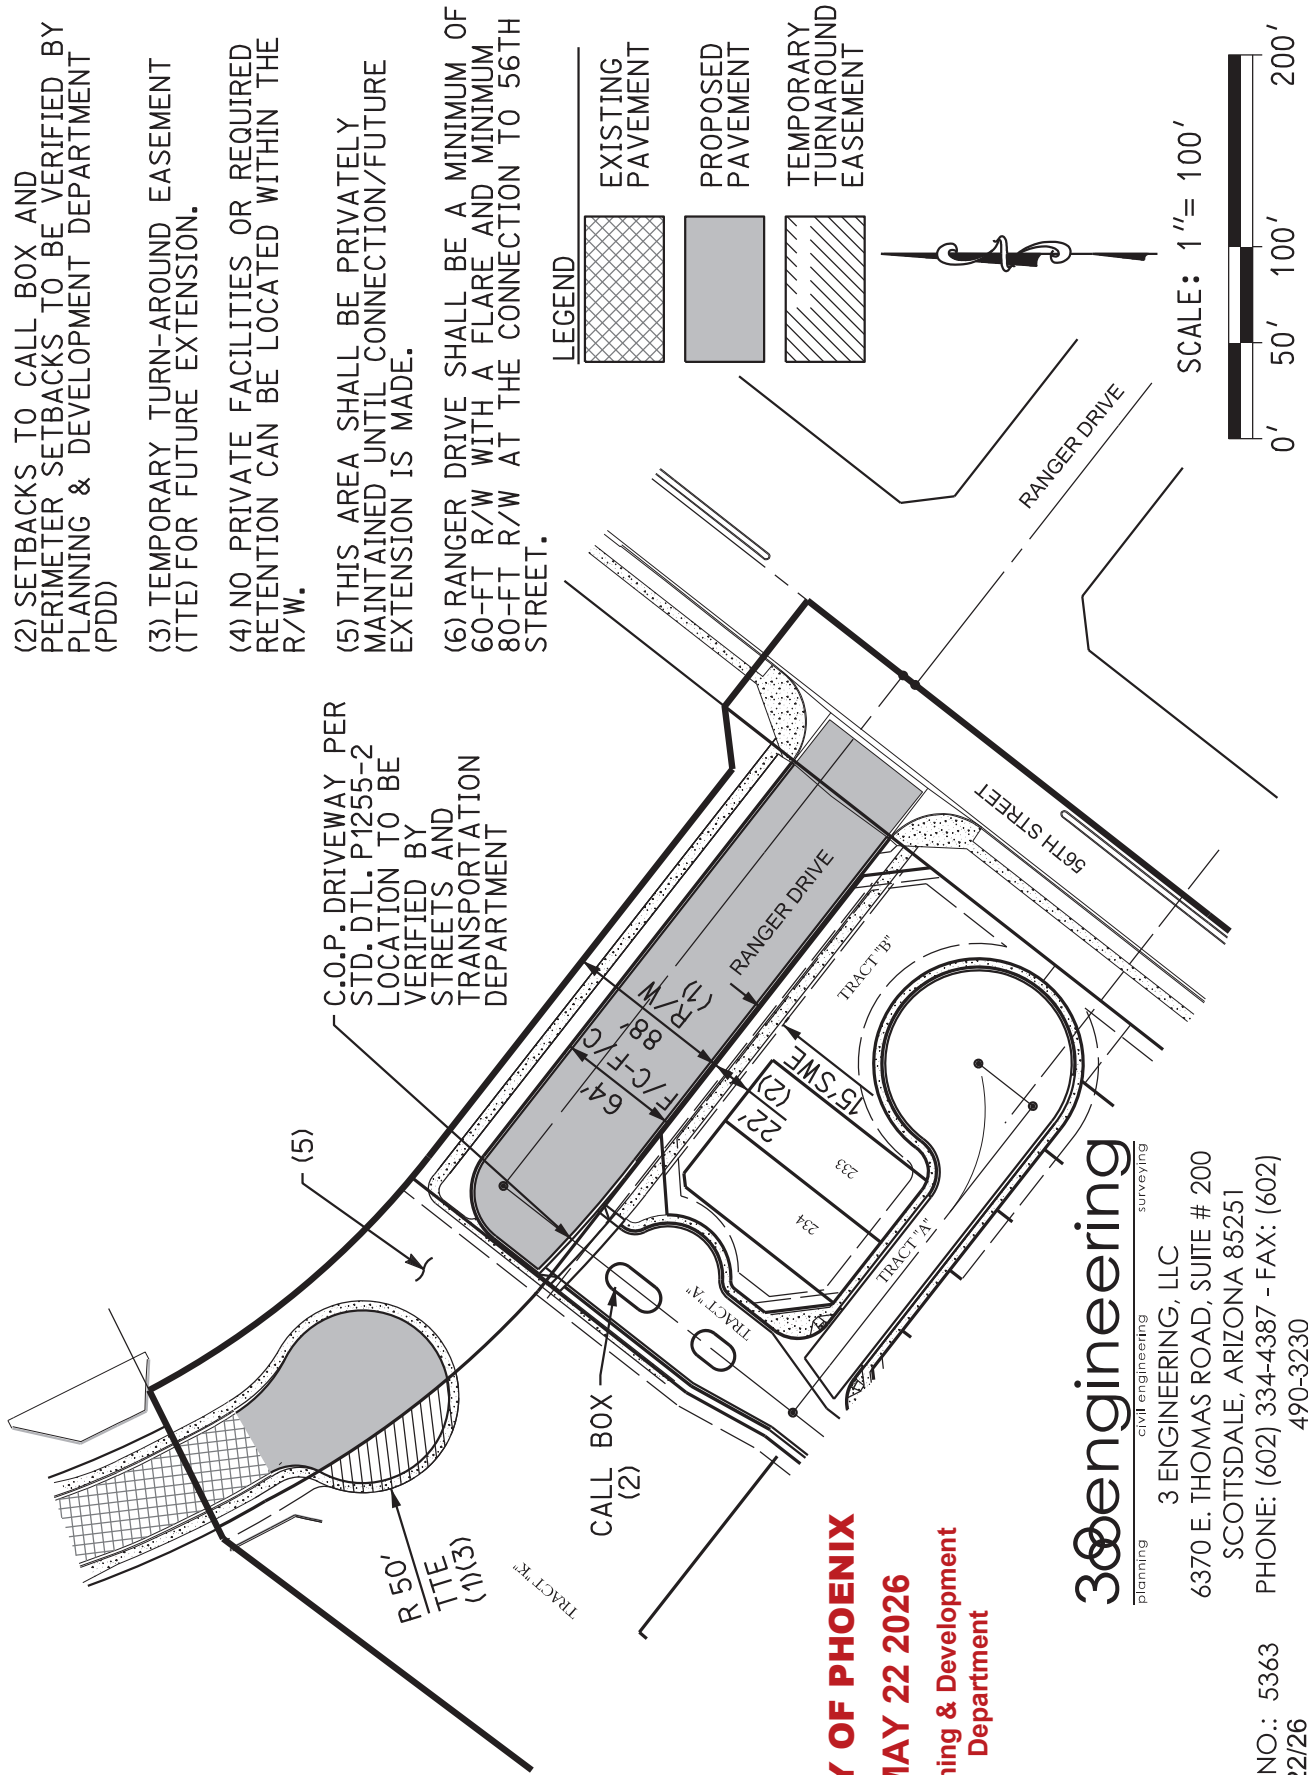 (2) SETBACKS TO CALL BOX AND
PERIMETER SETBACKS TO BE VERIFIED BY
PLANNING & DEVELOPMENT DEPARTMENT
(PDD)
(3) TEMPORARY TURN-AROUND EASEMENT
(TTE) FOR FUTURE EXTENSION.
(4) NO PRIVATE FACILITIES OR REQUIRED
RETENTION CAN BE LOCATED WITHIN THE
R/W.
(5) THIS AREA SHALL BE PRIVATELY
MAINTAINED UNTIL CONNECTION/FUTURE
EXTENSION IS MADE.
(6) RANGER DRIVE SHALL BE A MINIMUM OF
60-FT R/W WITH A FLARE AND MINIMUM
80-FT R/W AT THE CONNECTION TO 56TH
STREET.
LEGEND
EXISTING
PAVEMENT
PROPOSED
PAVEMENT
TEMPORARY
TURNAROUND
EASEMENT
SCALE: 1"= 100'
0' 50' 100' 200'
C.O.P. DRIVEWAY PER
STD. DTL. P1255-2
LOCATION TO BE
VERIFIED BY
STREETS AND
TRANSPORTATION
DEPARTMENT
(5)
R 50'
TTE
(1)(3)
CALL BOX
(2)
64'
F/C-F/C
88'
R/W
(1)
22'
(2)
15'SWE
RANGER DRIVE
RANGER DRIVE
56TH STREET
TRACT "B"
233
234
TRACT "A"
TRACT "A"
TRACT "K"
Y OF PHOENIX
MAY 22 2026
ning & Development
Department
3 engineering
planning civil engineering surveying
3 ENGINEERING, LLC
6370 E. THOMAS ROAD, SUITE # 200
SCOTTSDALE, ARIZONA 85251
PHONE: (602) 334-4387 - FAX: (602)
490-3230
NO.: 5363
22/26